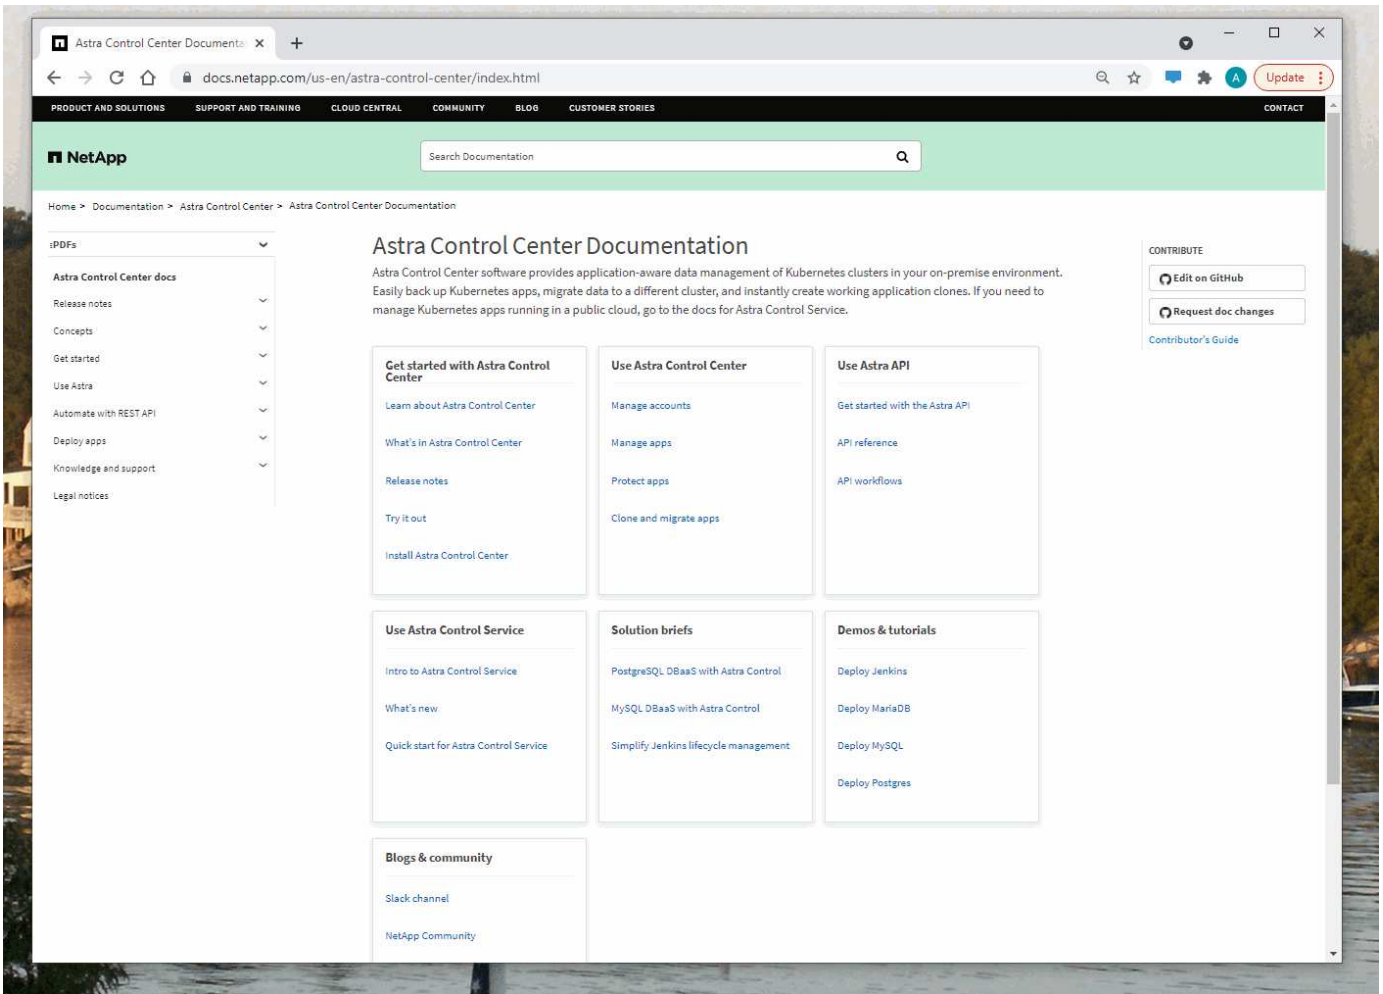 Astra Control Center Documenta
docs.netapp.com/us-en/astra-control-center/index.html
A
Update
PRODUCT AND SOLUTIONS
SUPPORT AND TRAINING
CLOUD CENTRAL
COMMUNITY
BLOG
CUSTOMER STORIES
CONTACT
NetApp
Search Documentation
Home > Documentation > Astra Control Center > Astra Control Center Documentation
:PDFs
Astra Control Center docs
Release notes
Concepts
Get started
Use Astra
Automate with REST API
Deploy apps
Knowledge and support
Legal notices
Astra Control Center Documentation
Astra Control Center software provides application-aware data management of Kubernetes clusters in your on-premise environment.
Easily back up Kubernetes apps, migrate data to a different cluster, and instantly create working application clones. If you need to
manage Kubernetes apps running in a public cloud, go to the docs for Astra Control Service.
CONTRIBUTE
Edit on GitHub
Request doc changes
Contributor's Guide
Get started with Astra Control
Center
Learn about Astra Control Center
What's in Astra Control Center
Release notes
Try it out
Install Astra Control Center
Use Astra Control Center
Manage accounts
Manage apps
Protect apps
Clone and migrate apps
Use Astra API
Get started with the Astra API
API reference
API workflows
Use Astra Control Service
Intro to Astra Control Service
What's new
Quick start for Astra Control Service
Solution briefs
PostgreSQL DBaaS with Astra Control
MySQL DBaaS with Astra Control
Simplify Jenkins lifecycle management
Demos & tutorials
Deploy Jenkins
Deploy MariaDB
Deploy MySQL
Deploy Postgres
Blogs & community
Slack channel
NetApp Community